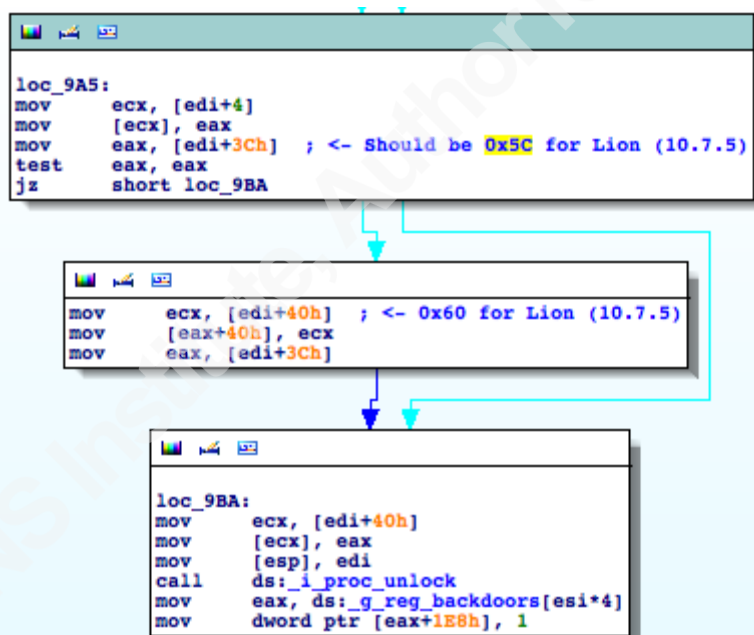 loc_9A5:
mov ecx, [edi+4]
mov [ecx], eax
mov eax, [edi+3Ch] ; <- Should be 0x5C for Lion (10.7.5)
test eax, eax
jz short loc_9BA
mov ecx, [edi+40h] ; <- 0x60 for Lion (10.7.5)
mov [eax+40h], ecx
mov eax, [edi+3Ch]
loc_9BA:
mov ecx, [edi+40h]
mov [ecx], eax
mov [esp], edi
call ds:_i_proc_unlock
mov eax, ds:_g_reg_backdoors[esi*4]
mov dword ptr [eax+1E8h], 1